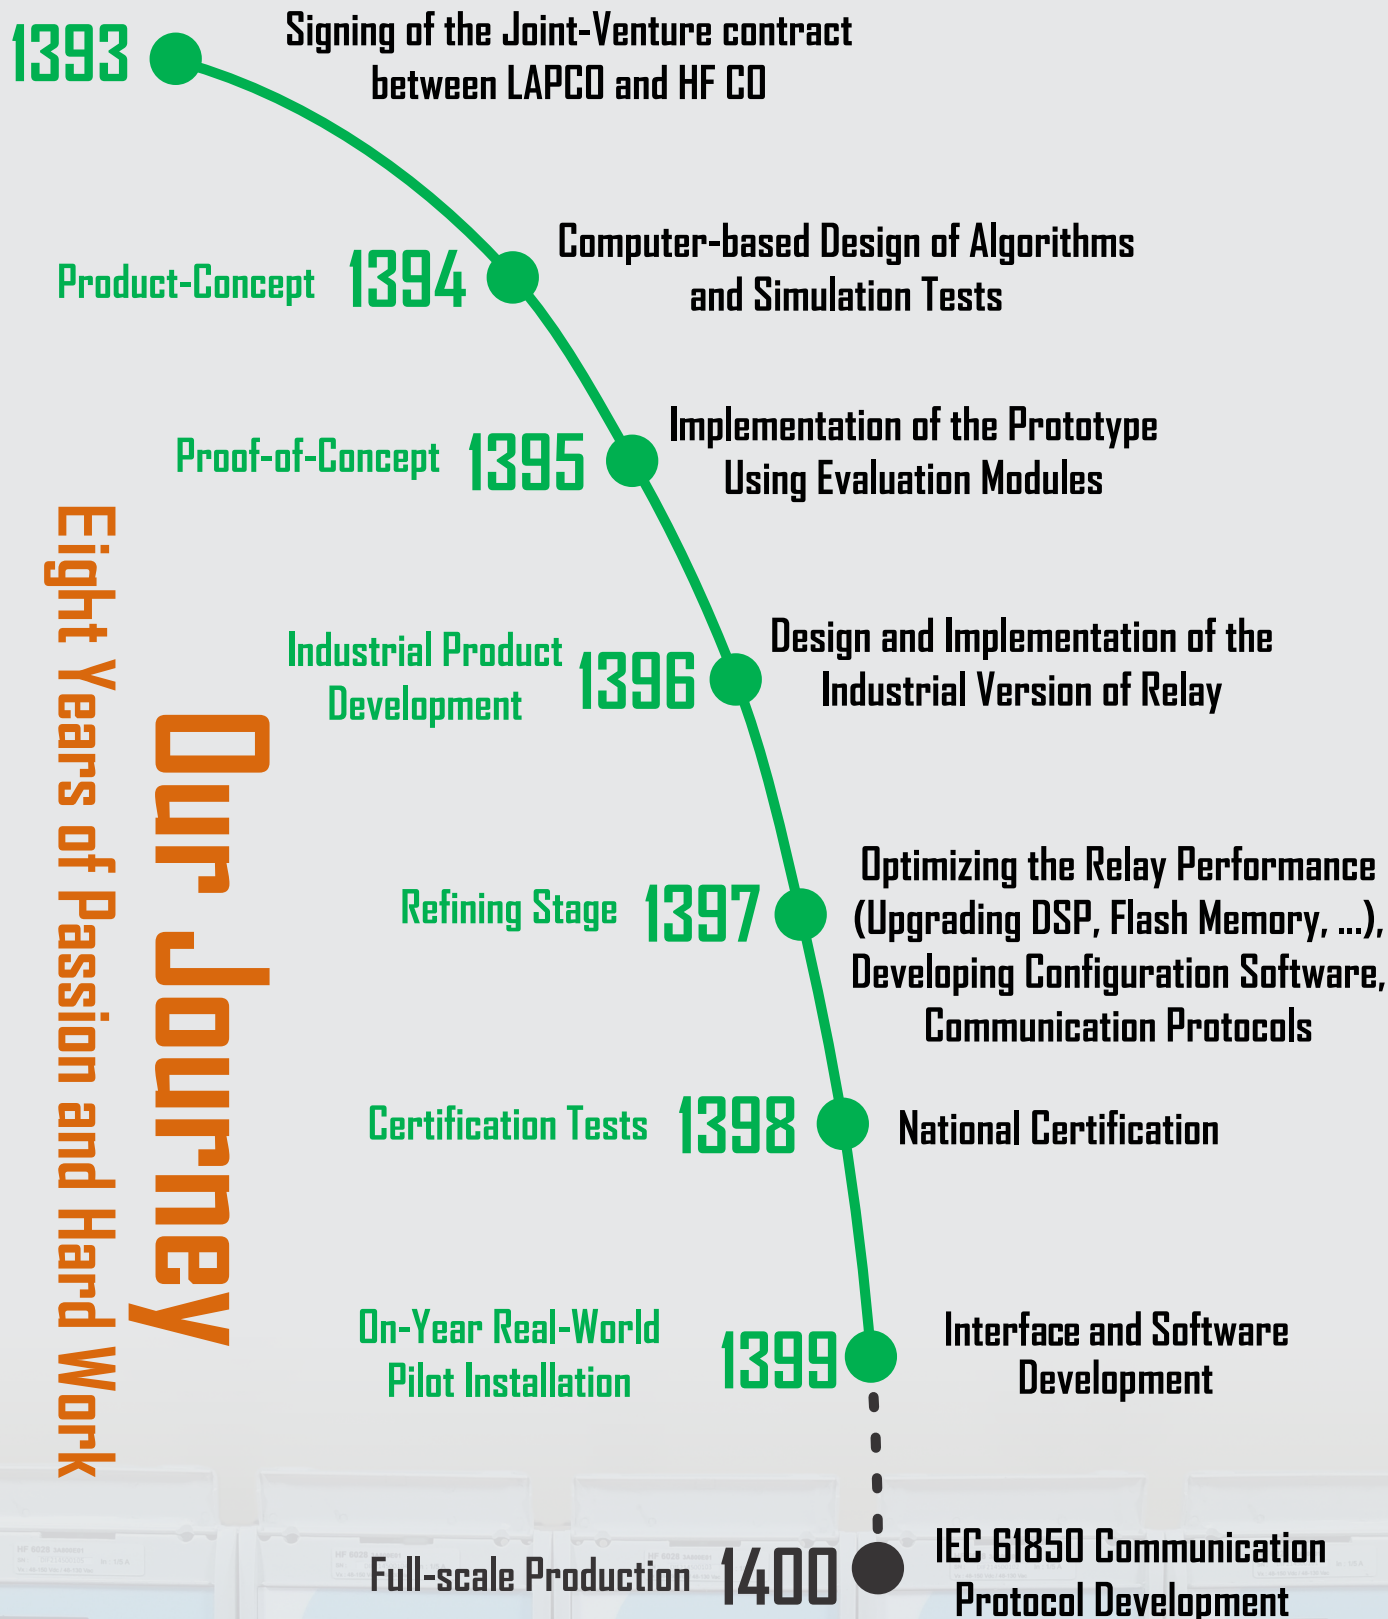 1393
Signing of the Joint-Venture contract
between LAPCO and HF CO
Product-Concept
1394
Computer-based Design of Algorithms
and Simulation Tests
Proof-of-Concept
1395
Implementation of the Prototype
Using Evaluation Modules
Industrial Product
Development
1396
Design and Implementation of the
Industrial Version of Relay
Refining Stage
1397
Optimizing the Relay Performance
(Upgrading DSP, Flash Memory, ...),
Developing Configuration Software,
Communication Protocols
Certification Tests
1398
National Certification
On-Year Real-World
Pilot Installation
1399
Interface and Software
Development
Full-scale Production
1400
IEC 61850 Communication
Protocol Development
Our Journey
Eight Years of Passion and Hard Work